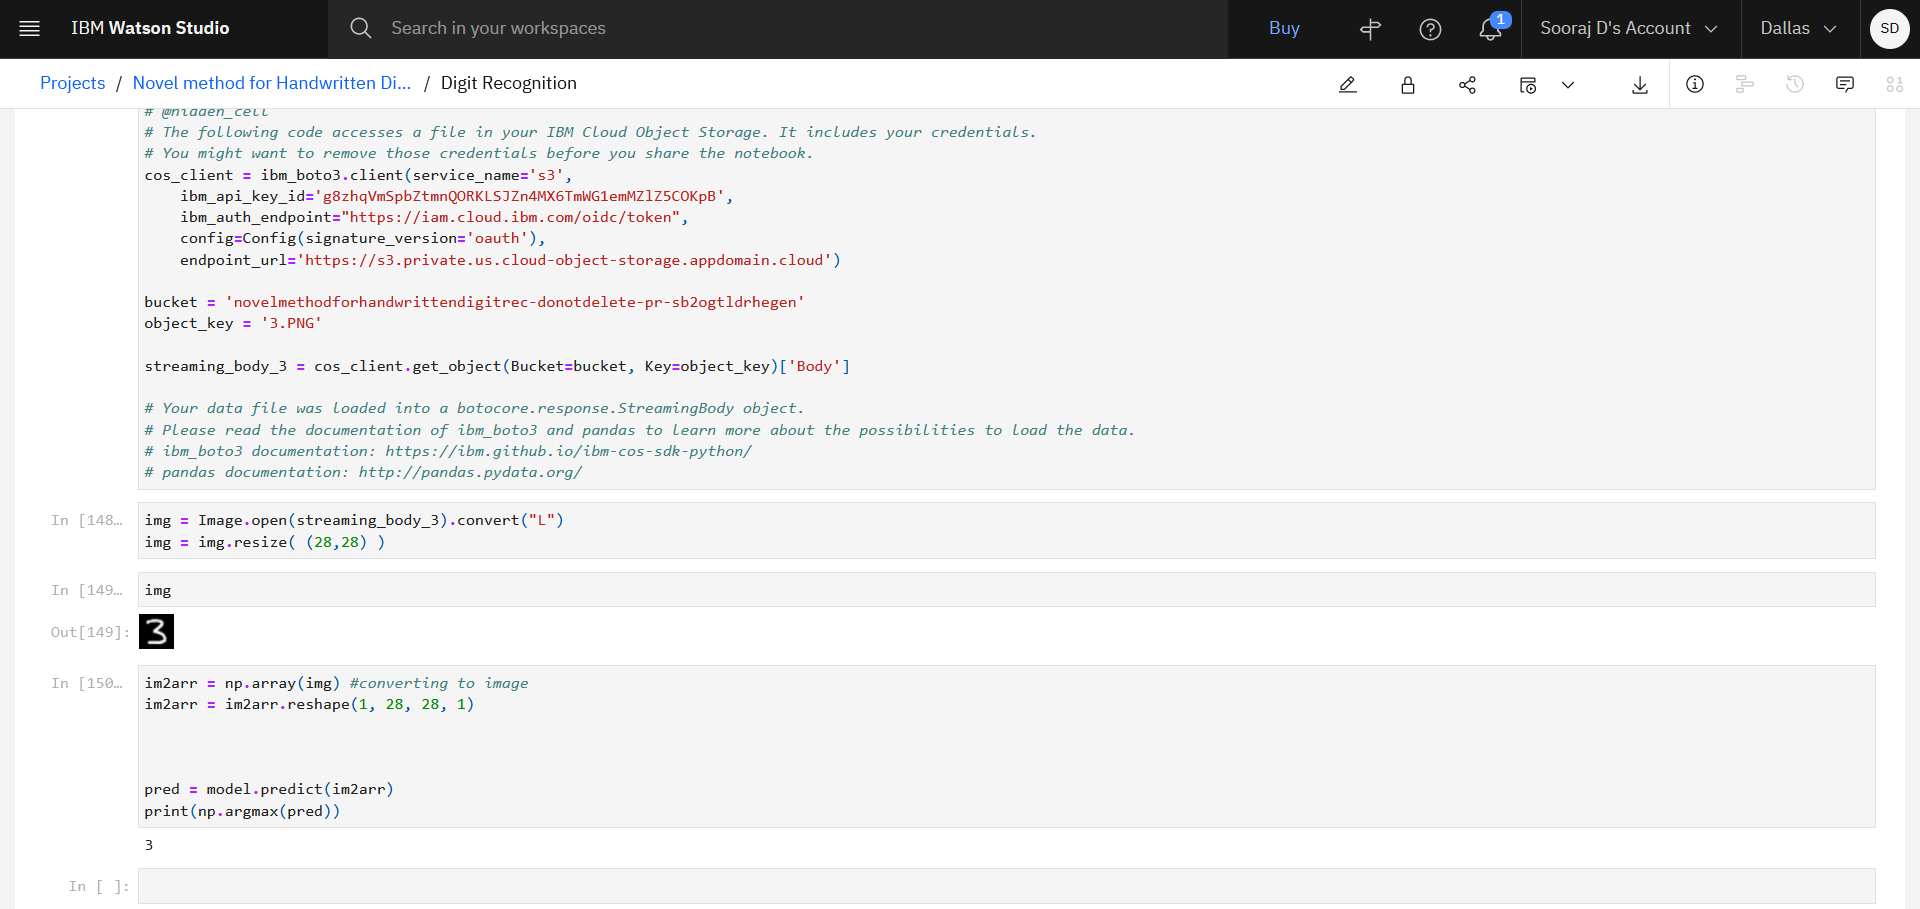 IBM Watson Studio
Search in your workspaces
Buy
1
Sooraj D's Account
Dallas
SD
Projects / Novel method for Handwritten Di... / Digit Recognition
# @hidden_cell
# The following code accesses a file in your IBM Cloud Object Storage. It includes your credentials.
# You might want to remove those credentials before you share the notebook.
cos_client = ibm_boto3.client(service_name='s3',
    ibm_api_key_id='g8zhqVmSpbZtmnQORKLSJZn4MX6TmWG1emMZlZ5COKpB',
    ibm_auth_endpoint="https://iam.cloud.ibm.com/oidc/token",
    config=Config(signature_version='oauth'),
    endpoint_url='https://s3.private.us.cloud-object-storage.appdomain.cloud')
bucket = 'novelmethodforhandwrittendigitrec-donotdelete-pr-sb2ogtldrhegen'
object_key = '3.PNG'
streaming_body_3 = cos_client.get_object(Bucket=bucket, Key=object_key)['Body']
# Your data file was loaded into a botocore.response.StreamingBody object.
# Please read the documentation of ibm_boto3 and pandas to learn more about the possibilities to load the data.
# ibm_boto3 documentation: https://ibm.github.io/ibm-cos-sdk-python/
# pandas documentation: http://pandas.pydata.org/
In [148…
img = Image.open(streaming_body_3).convert("L")
img = img.resize( (28,28) )
In [149…
img
Out[149]:
3
In [150…
im2arr = np.array(img) #converting to image
im2arr = im2arr.reshape(1, 28, 28, 1)
pred = model.predict(im2arr)
print(np.argmax(pred))
3
In [ ]: